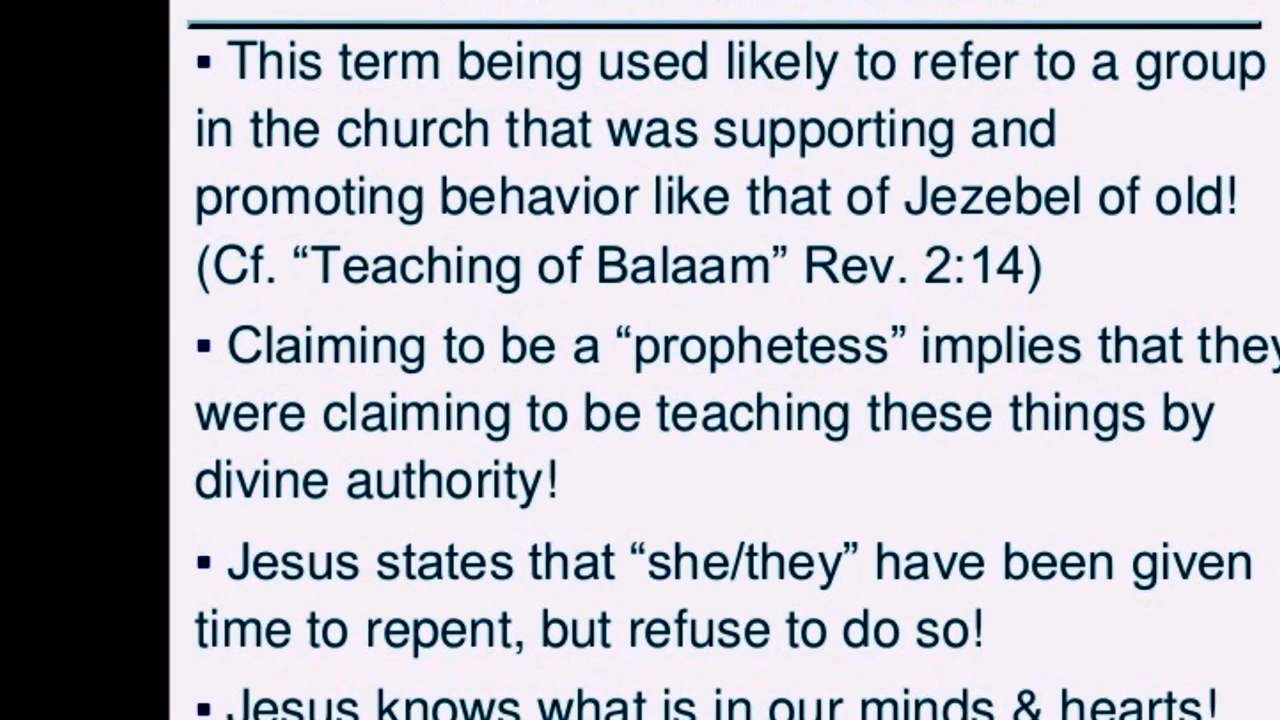 ▪ This term being used likely to refer to a group
in the church that was supporting and
promoting behavior like that of Jezebel of old!
(Cf. “Teaching of Balaam” Rev. 2:14)
▪ Claiming to be a “prophetess” implies that they
were claiming to be teaching these things by
divine authority!
▪ Jesus states that “she/they” have been given
time to repent, but refuse to do so!
▪ Jesus knows what is in our minds & hearts!